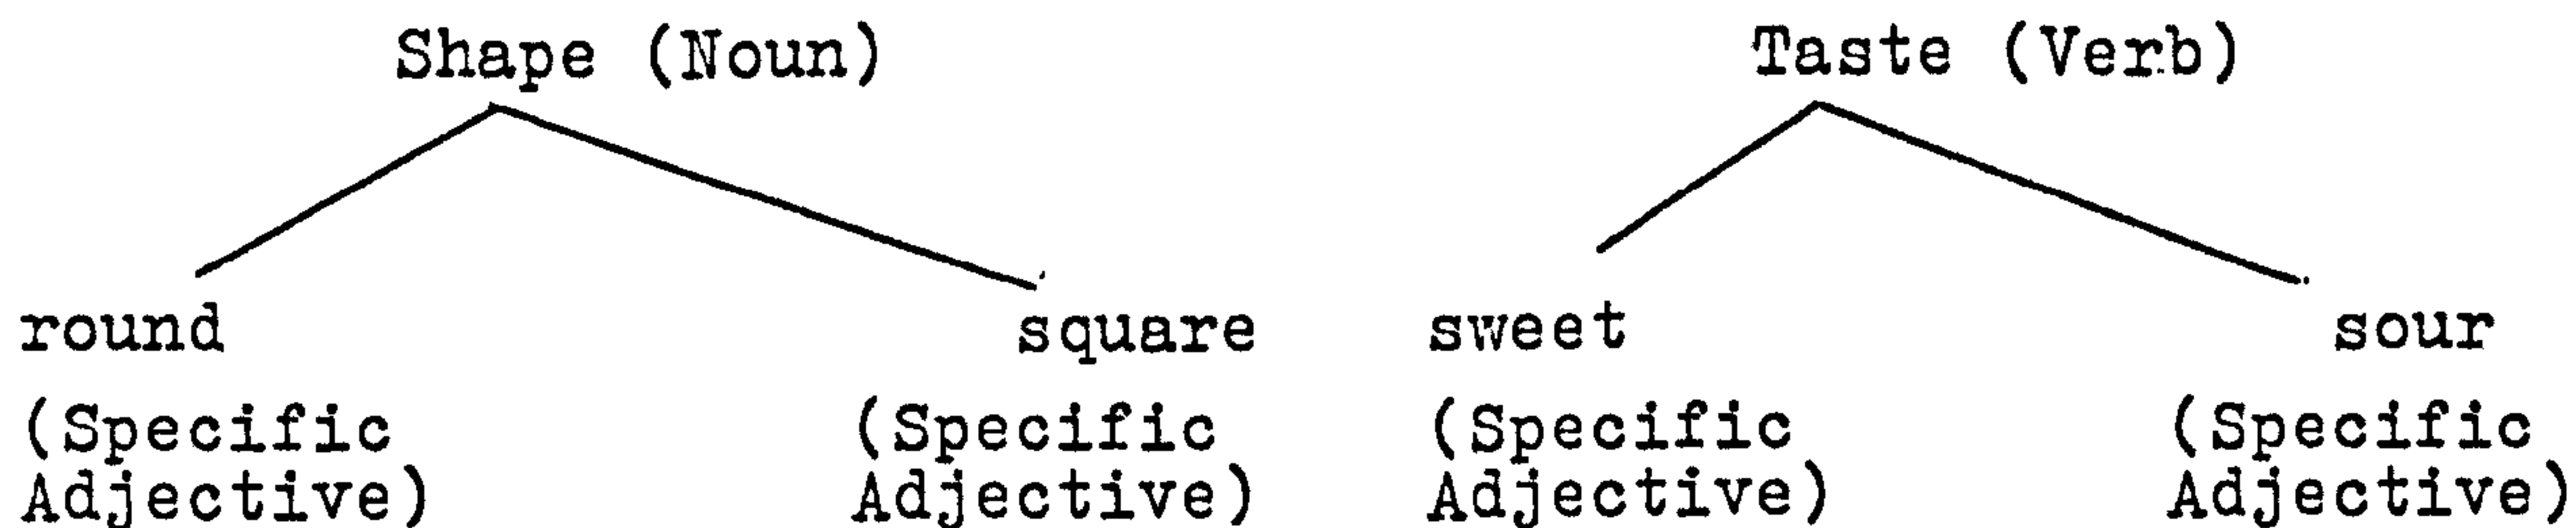 Shape (Noun) Taste (Verb)
round square sweet sour
(Specific (Specific (Specific (Specific
Adjective) Adjective) Adjective) Adjective)